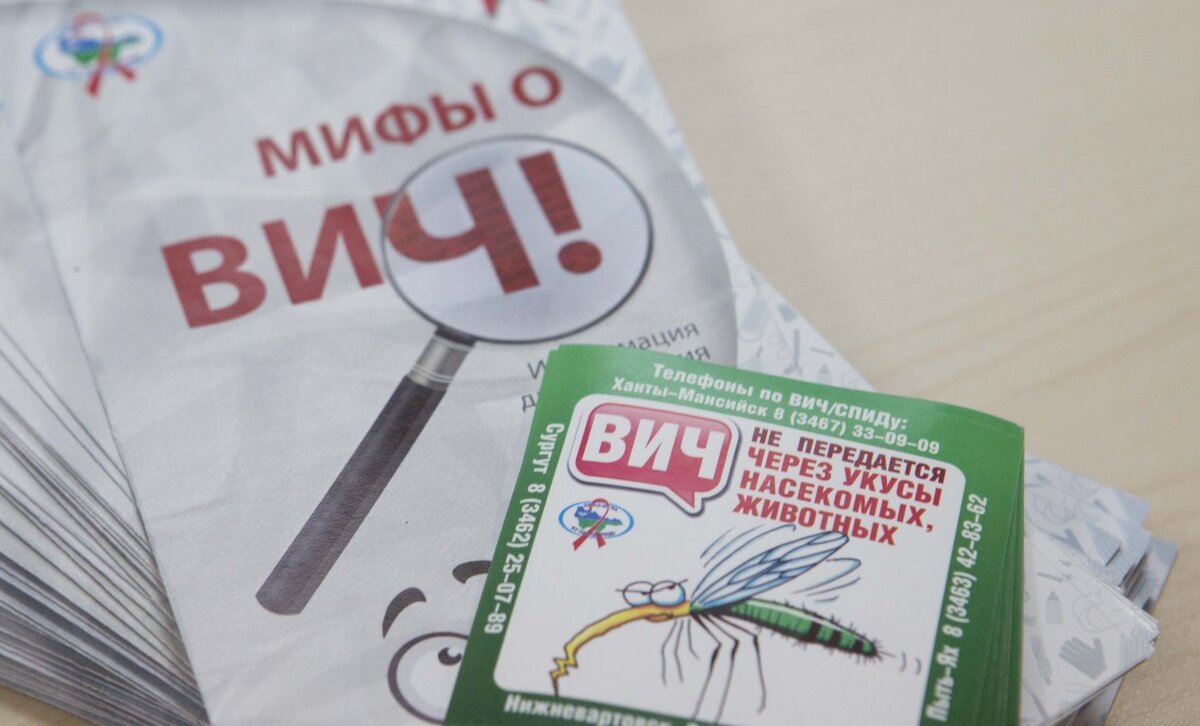 МИФЫ О
ВИЧ!
Телефоны по ВИЧ/СПИДу:
Ханты-Мансийск 8 (3467) 33-09-09
Сургут 8 (3462) 25-07-89
ВИЧ
НЕ ПЕРЕДАЕТСЯ
ЧЕРЕЗ УКУСЫ
НАСЕКОМЫХ,
ЖИВОТНЫХ
Пыть-Ях 8 (3463) 42-83-62
Нижневартовск